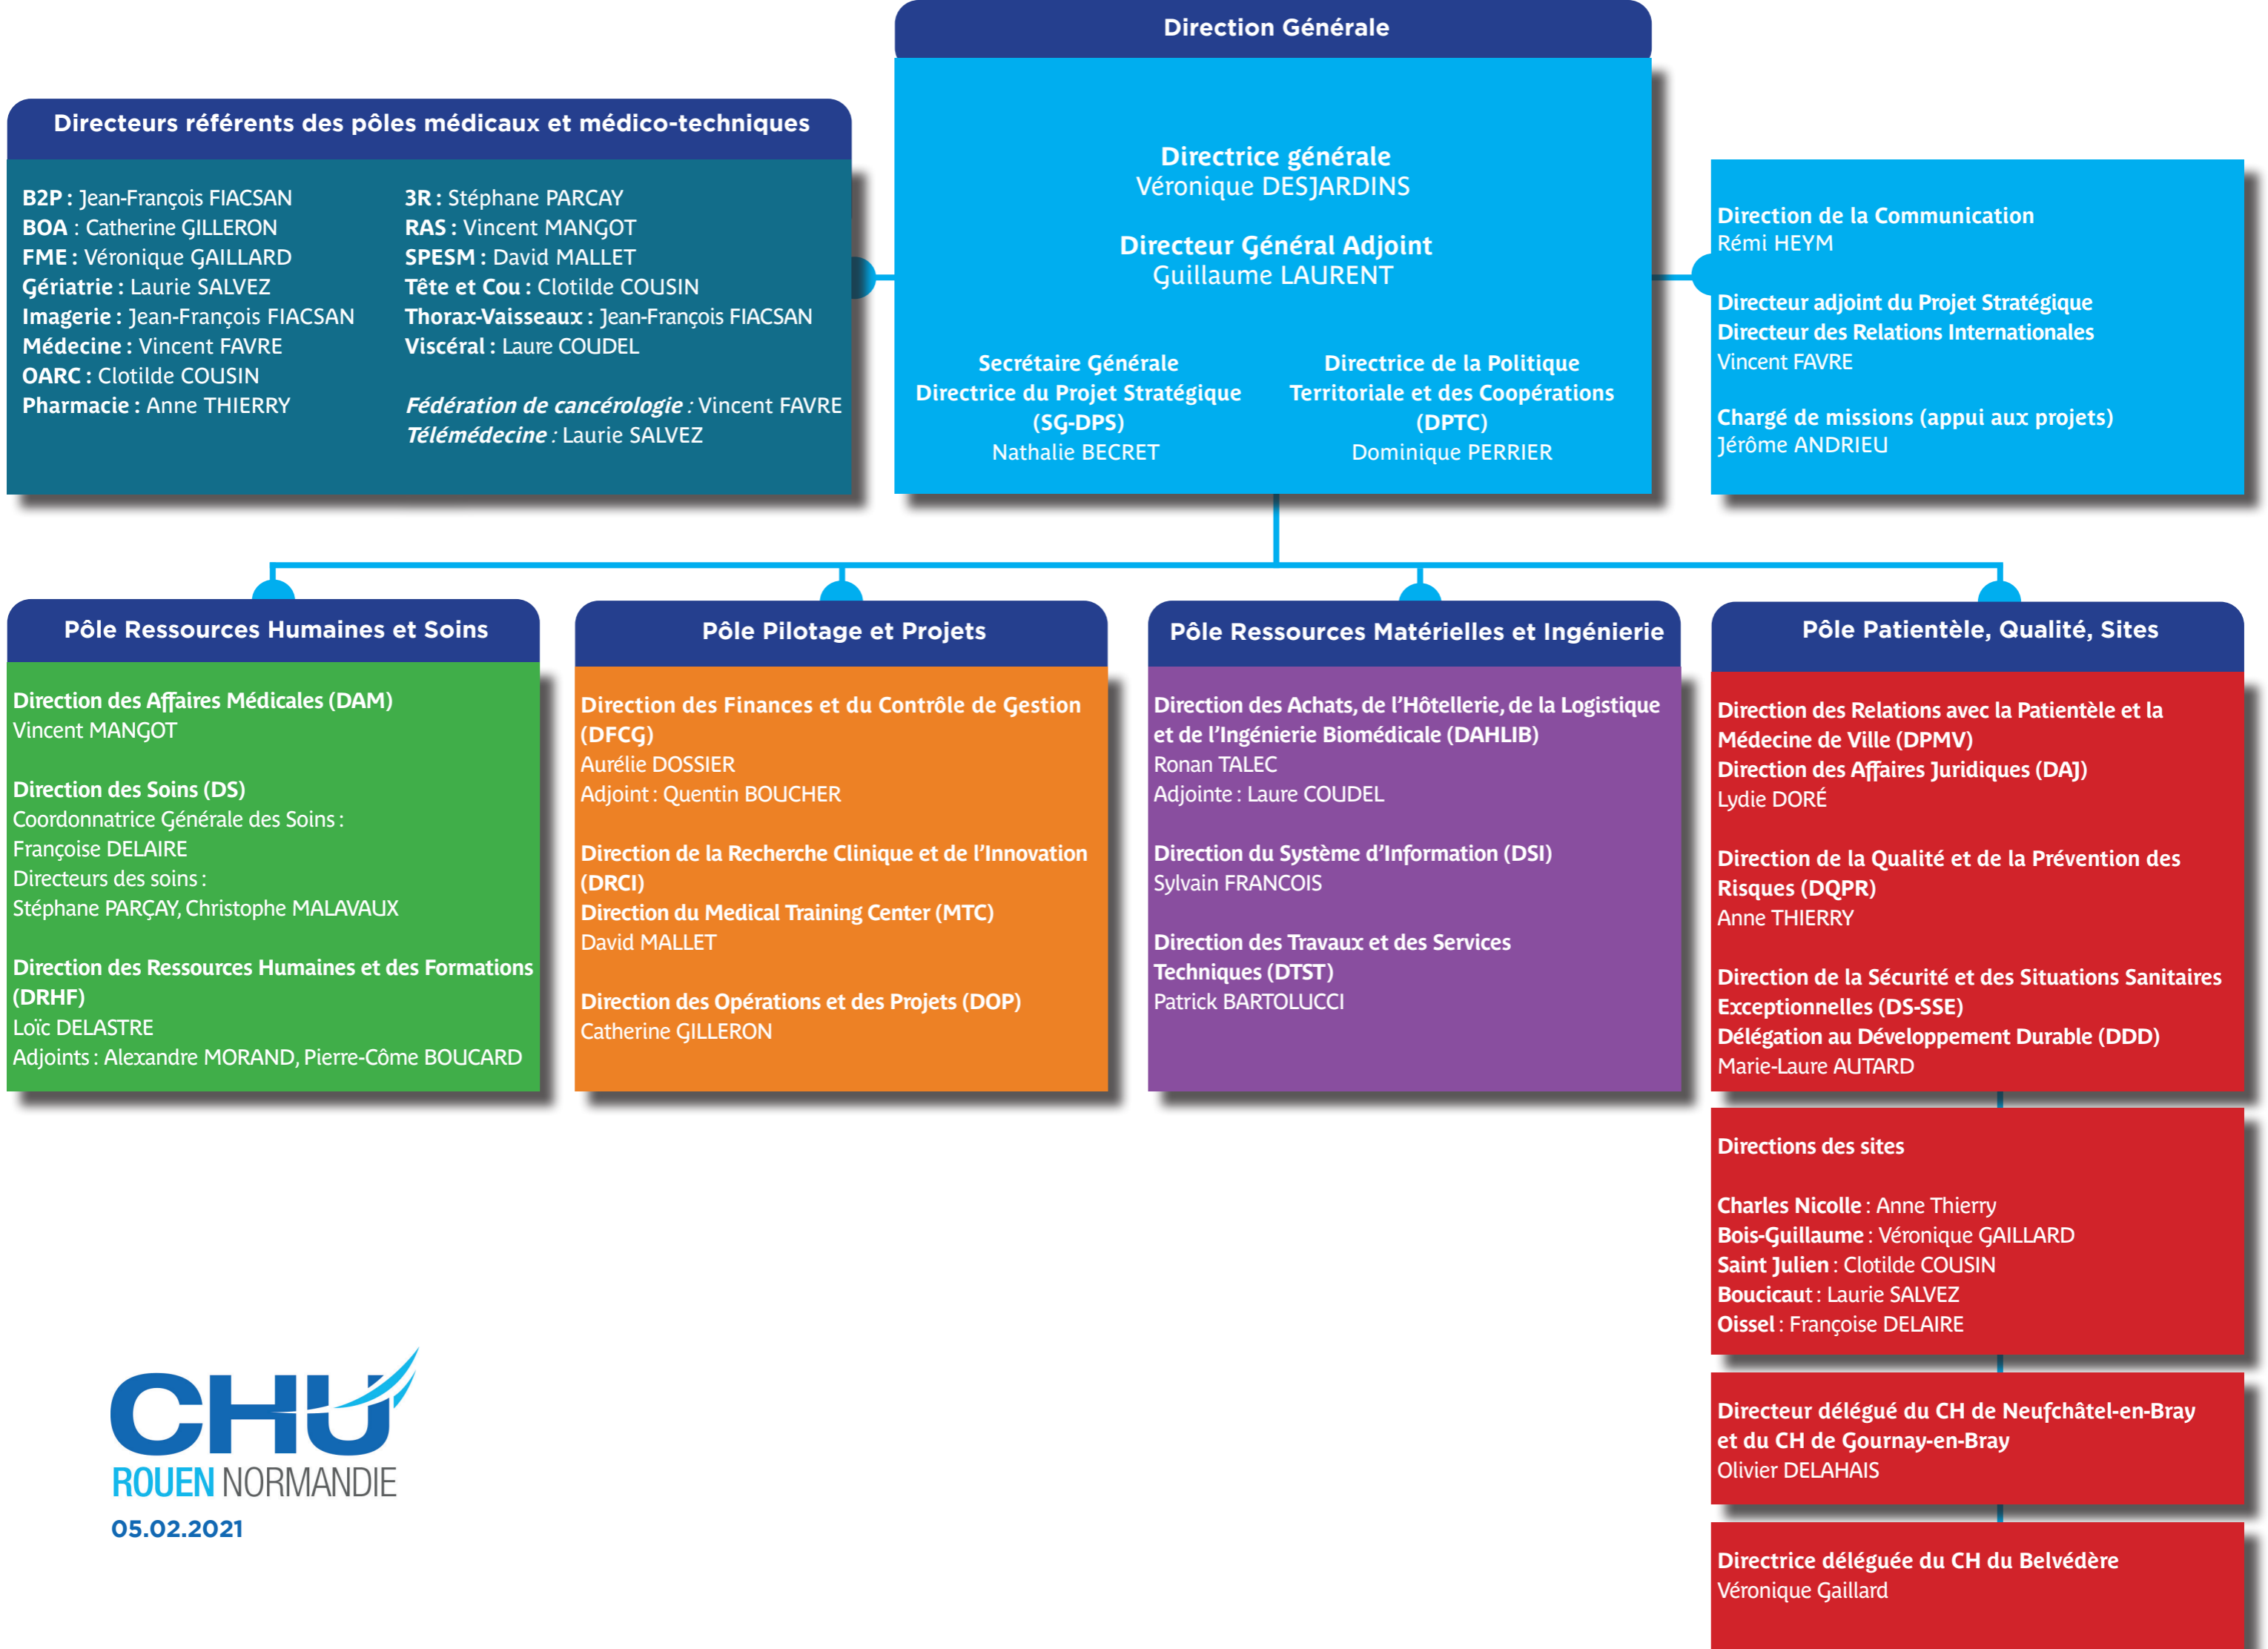 Direction Générale
Directrice générale
Véronique DESJARDINS
Directeur Général Adjoint
Guillaume LAURENT
Secrétaire Générale
Directrice du Projet Stratégique
(SG-DPS)
Nathalie BECRET
Directrice de la Politique
Territoriale et des Coopérations
(DPTC)
Dominique PERRIER
Directeurs référents des pôles médicaux et médico-techniques
B2P : Jean-François FIACSAN
BOA : Catherine GILLERON
FME : Véronique GAILLARD
Gériatrie : Laurie SALVEZ
Imagerie : Jean-François FIACSAN
Médecine : Vincent FAVRE
OARC : Clotilde COUSIN
Pharmacie : Anne THIERRY
3R : Stéphane PARCAY
RAS : Vincent MANGOT
SPESM : David MALLET
Tête et Cou : Clotilde COUSIN
Thorax-Vaisseaux : Jean-François FIACSAN
Viscéral : Laure COUDEL
Fédération de cancérologie : Vincent FAVRE
Télémédecine : Laurie SALVEZ
Direction de la Communication
Rémi HEYM
Directeur adjoint du Projet Stratégique
Directeur des Relations Internationales
Vincent FAVRE
Chargé de missions (appui aux projets)
Jérôme ANDRIEU
Pôle Ressources Humaines et Soins
Direction des Affaires Médicales (DAM)
Vincent MANGOT
Direction des Soins (DS)
Coordonnatrice Générale des Soins :
Françoise DELAIRE
Directeurs des soins :
Stéphane PARÇAY, Christophe MALAVAUX
Direction des Ressources Humaines et des Formations
(DRHF)
Loïc DELASTRE
Adjoints : Alexandre MORAND, Pierre-Côme BOUCARD
Pôle Pilotage et Projets
Direction des Finances et du Contrôle de Gestion
(DFCG)
Aurélie DOSSIER
Adjoint : Quentin BOUCHER
Direction de la Recherche Clinique et de l'Innovation
(DRCI)
Direction du Medical Training Center (MTC)
David MALLET
Direction des Opérations et des Projets (DOP)
Catherine GILLERON
Pôle Ressources Matérielles et Ingénierie
Direction des Achats, de l'Hôtellerie, de la Logistique
et de l'Ingénierie Biomédicale (DAHLIB)
Ronan TALEC
Adjointe : Laure COUDEL
Direction du Système d'Information (DSI)
Sylvain FRANCOIS
Direction des Travaux et des Services
Techniques (DTST)
Patrick BARTOLUCCI
Pôle Patientèle, Qualité, Sites
Direction des Relations avec la Patientèle et la
Médecine de Ville (DPMV)
Direction des Affaires Juridiques (DAJ)
Lydie DORÉ
Direction de la Qualité et de la Prévention des
Risques (DQPR)
Anne THIERRY
Direction de la Sécurité et des Situations Sanitaires
Exceptionnelles (DS-SSE)
Délégation au Développement Durable (DDD)
Marie-Laure AUTARD
Directions des sites
Charles Nicolle : Anne Thierry
Bois-Guillaume : Véronique GAILLARD
Saint Julien : Clotilde COUSIN
Boucicaut : Laurie SALVEZ
Oissel : Françoise DELAIRE
Directeur délégué du CH de Neufchâtel-en-Bray
et du CH de Gournay-en-Bray
Olivier DELAHAIS
Directrice déléguée du CH du Belvédère
Véronique Gaillard
CHU
ROUEN NORMANDIE
05.02.2021